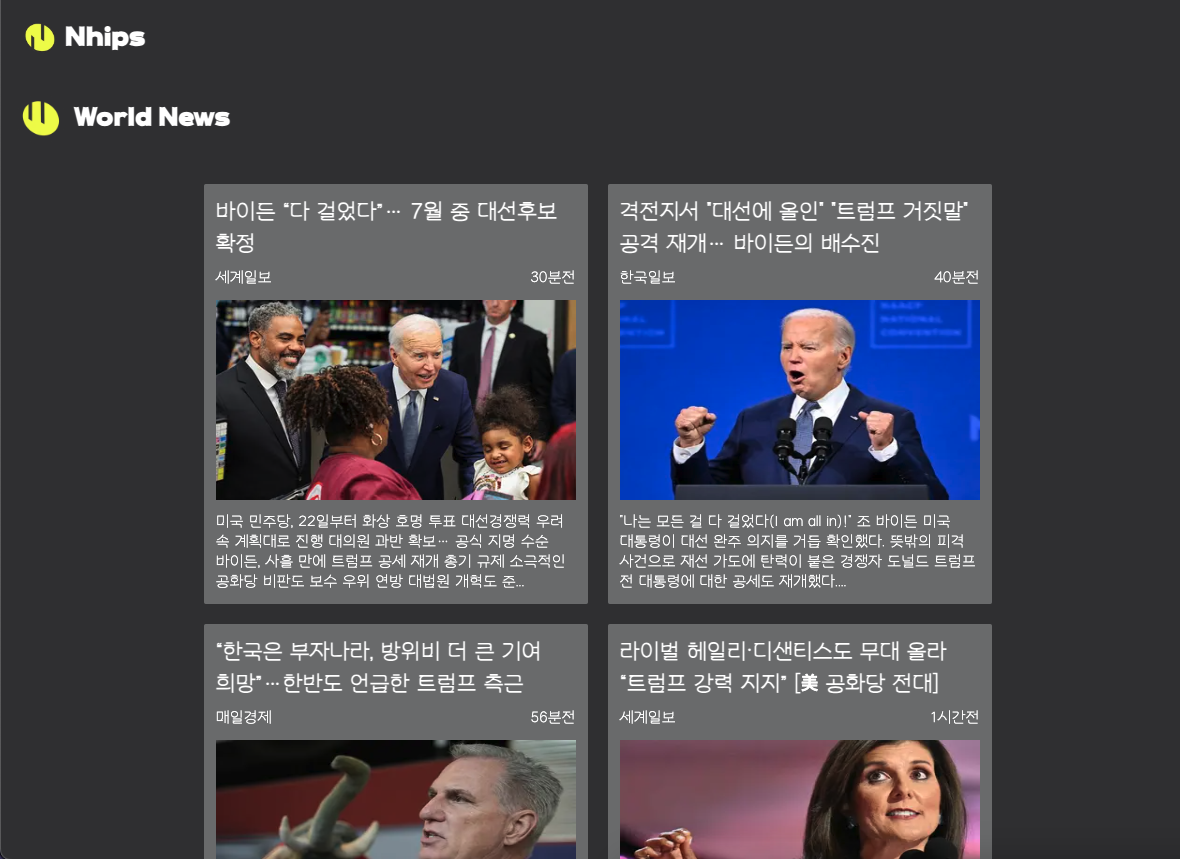 Nhips
World News
바이든 “다 걸었다”… 7월 중 대선후보
확정
세계일보 30분전
미국 민주당, 22일부터 화상 호명 투표 대선경쟁력 우려
속 계획대로 진행 대의원 과반 확보… 공식 지명 수순
바이든, 사흘 만에 트럼프 공세 재개 총기 규제 소극적인
공화당 비판도 보수 우위 연방 대법원 개혁도 준...
격전지서 "대선에 올인" "트럼프 거짓말"
공격 재개… 바이든의 배수진
한국일보 40분전
NATIONAL
CONVENTION
"나는 모든 걸 다 걸었다(I am all in)!" 조 바이든 미국
대통령이 대선 완주 의지를 거듭 확인했다. 뜻밖의 피격
사건으로 재선 가도에 탄력이 붙은 경쟁자 도널드 트럼프
전 대통령에 대한 공세도 재개했다....
“한국은 부자나라, 방위비 더 큰 기여
희망”…한반도 언급한 트럼프 측근
매일경제 56분전
라이벌 헤일리·디샌티스도 무대 올라
“트럼프 강력 지지” [美 공화당 전대]
세계일보 1시간전